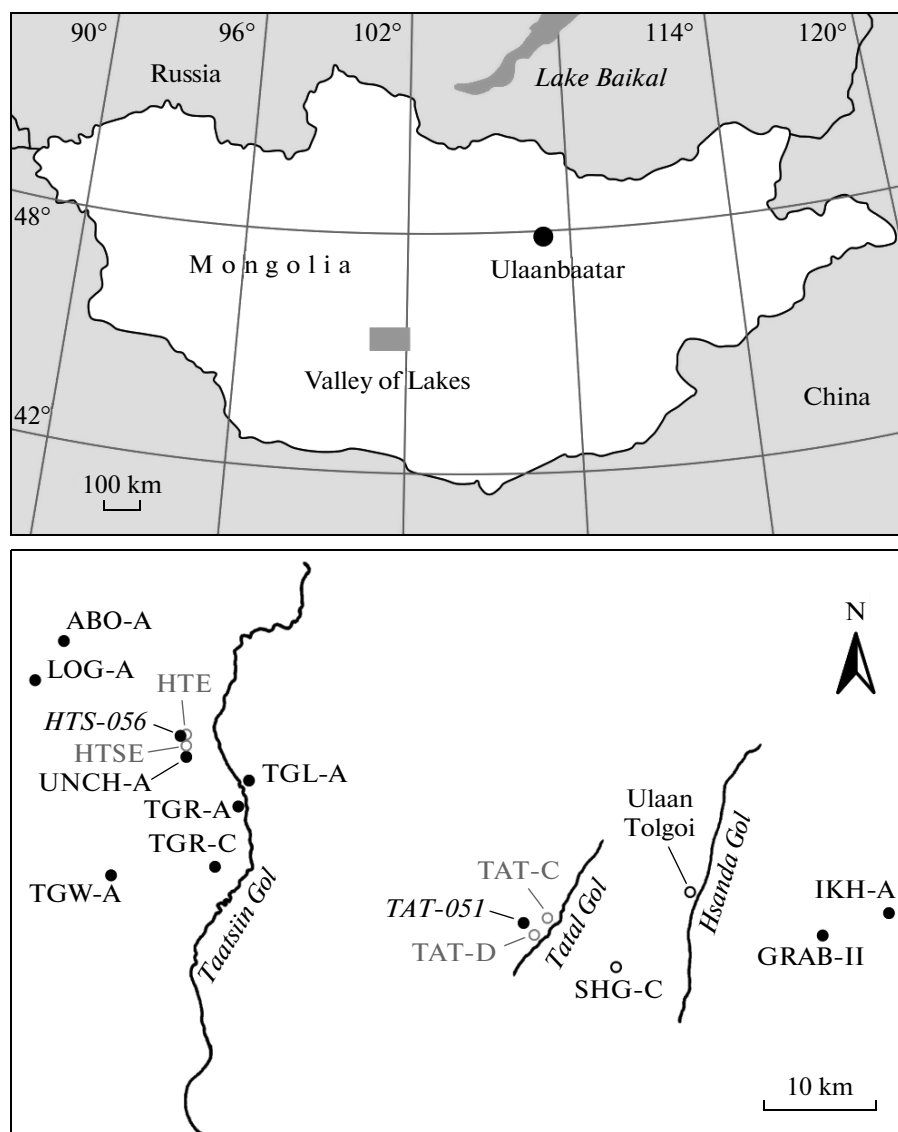 90° 96° 102° 114° 120°
Russia
Lake Baikal
48°
Mongolia
Ulaanbaatar
Valley of Lakes
China
42°
100 km
ABO-A
N
LOG-A
HTE
HTS-056
HTSE
UNCH-A
TGL-A
TGR-A
Ulaan
Tolgoi
TGR-C
TAT-C
TGW-A
IKH-A
TAT-051
Taatsiin Gol
Tatal Gol
Hsanda Gol
TAT-D
GRAB-II
SHG-C
10 km